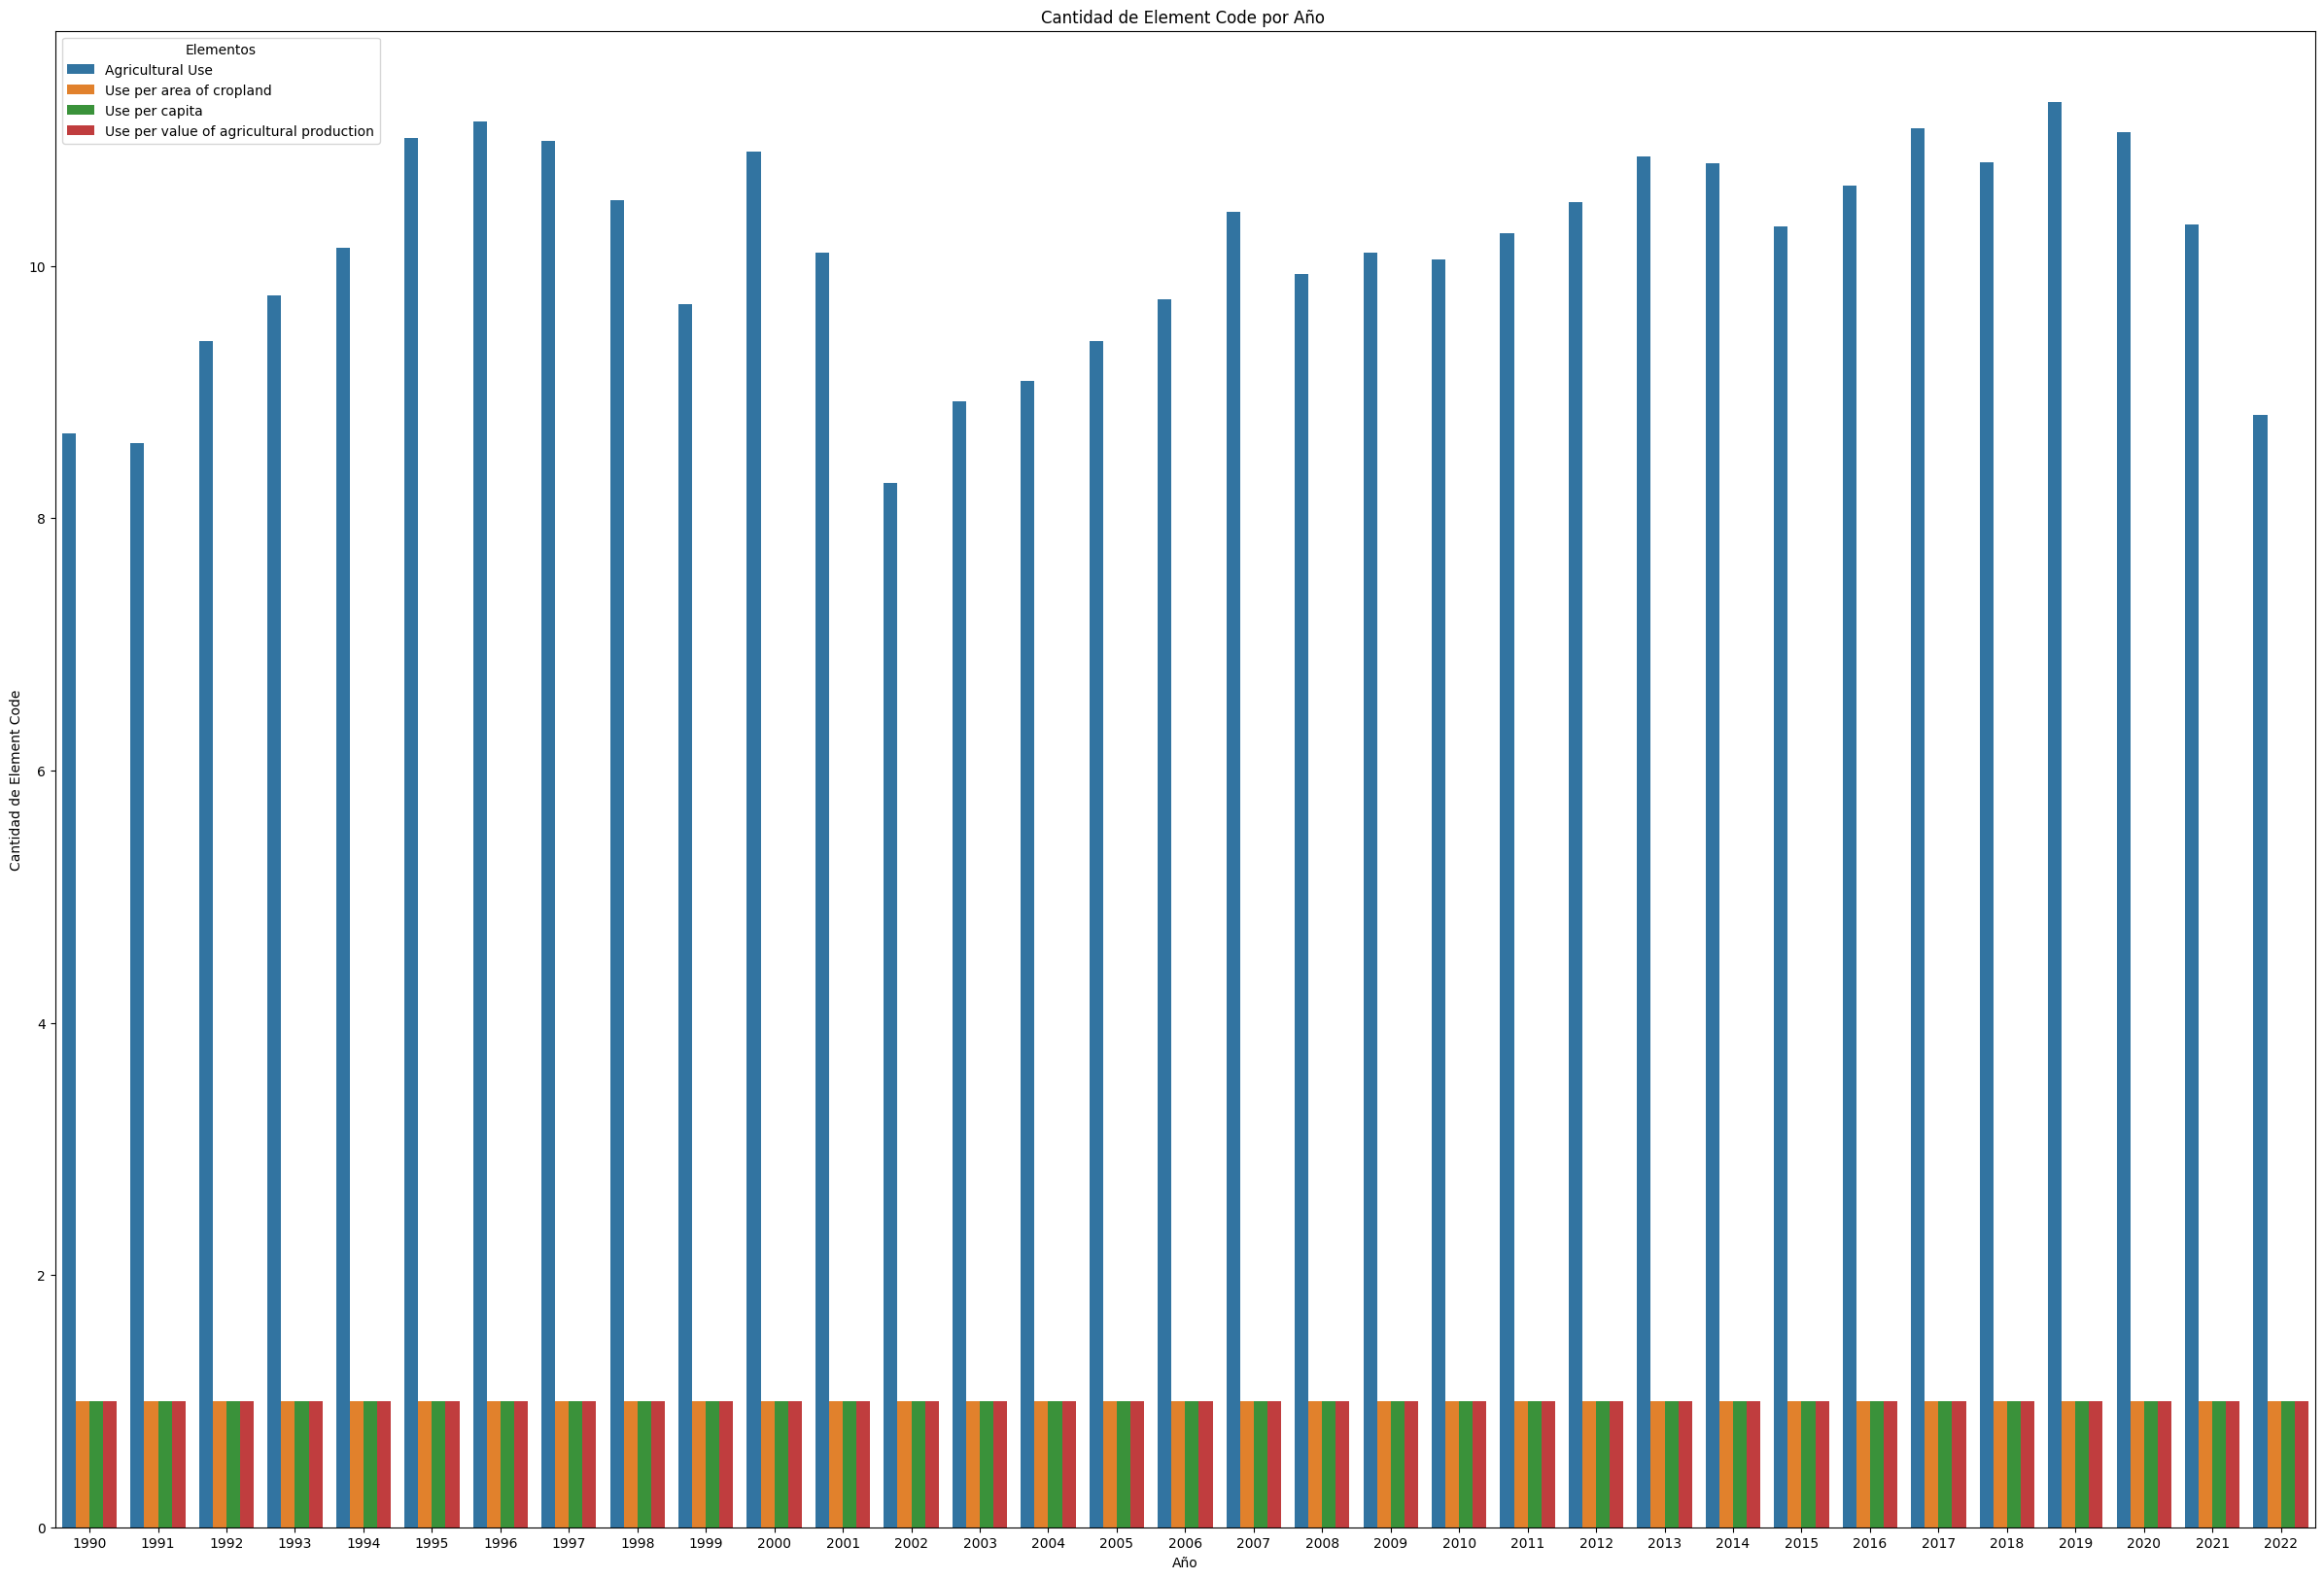 Cantidad de Element Code por Año
Elementos
Agricultural Use
Use per area of cropland
Use per capita
Use per value of agricultural production
Cantidad de Element Code
10
8
6
4
2
0
1990 1991 1992 1993 1994 1995 1996 1997 1998 1999 2000 2001 2002 2003 2004 2005 2006 2007 2008 2009 2010 2011 2012 2013 2014 2015 2016 2017 2018 2019 2020 2021 2022
Año